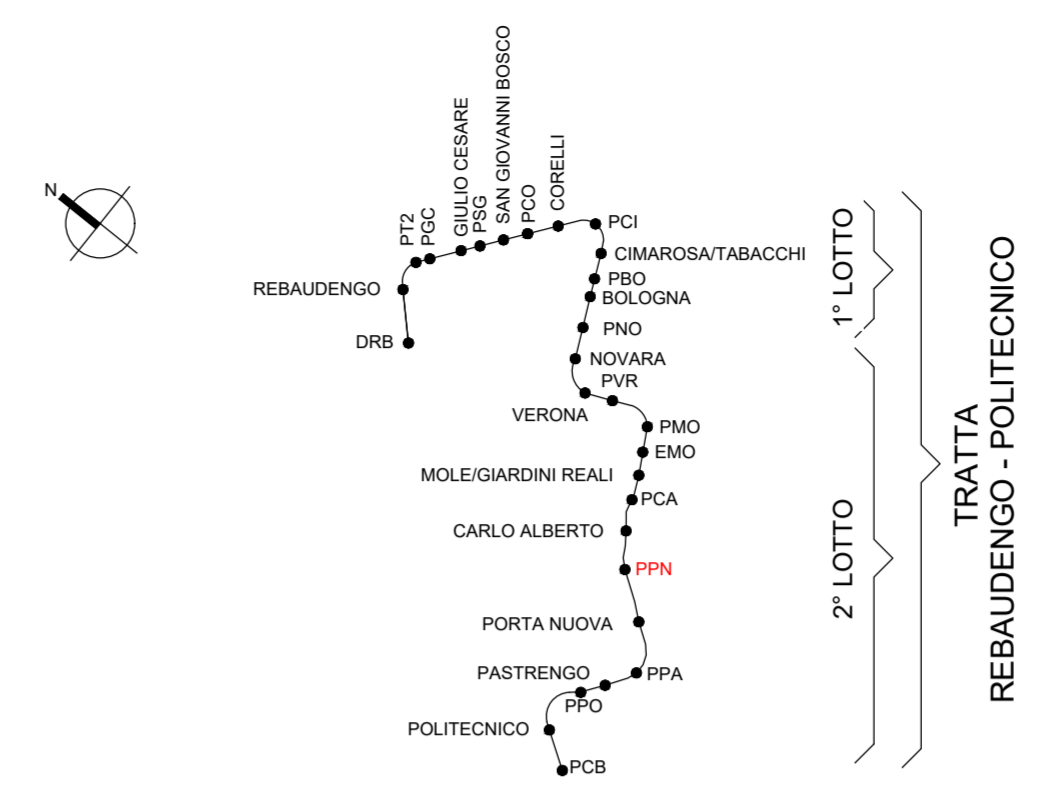 N
PT2
PGC
GIULIO CESARE
PSG
SAN GIOVANNI BOSCO
PCO
CORELLI
PCI
CIMAROSA/TABACCHI
REBAUDENGO
PBO
BOLOGNA
DRB
PNO
NOVARA
PVR
VERONA
PMO
EMO
MOLE/GIARDINI REALI
PCA
CARLO ALBERTO
PPN
PORTA NUOVA
PASTRENGO
PPA
PPO
POLITECNICO
PCB
1° LOTTO
2° LOTTO
TRATTA
REBAUDENGO - POLITECNICO